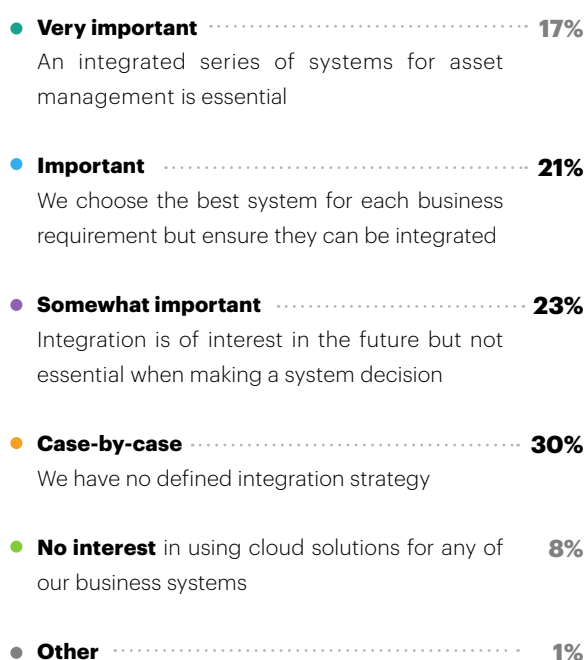 Very important 17%
An integrated series of systems for asset
management is essential
Important 21%
We choose the best system for each business
requirement but ensure they can be integrated
Somewhat important 23%
Integration is of interest in the future but not
essential when making a system decision
Case-by-case 30%
We have no defined integration strategy
No interest in using cloud solutions for any of 8%
our business systems
Other 1%